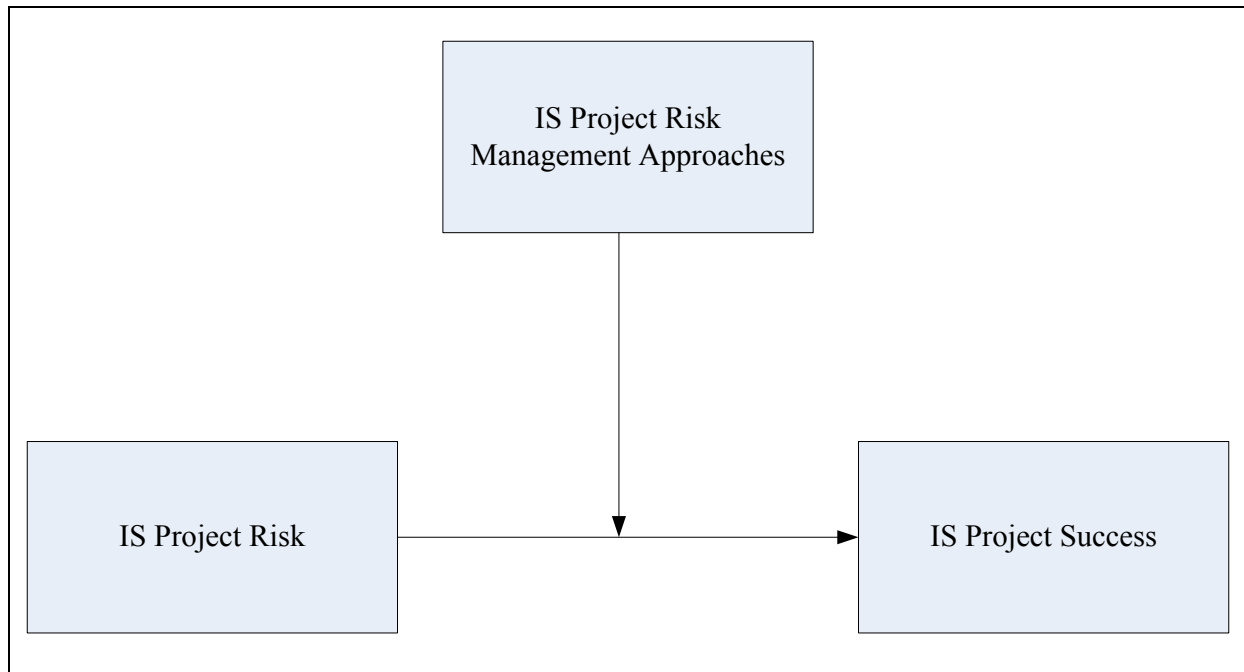 IS Project Risk
Management Approaches
IS Project Risk
IS Project Success